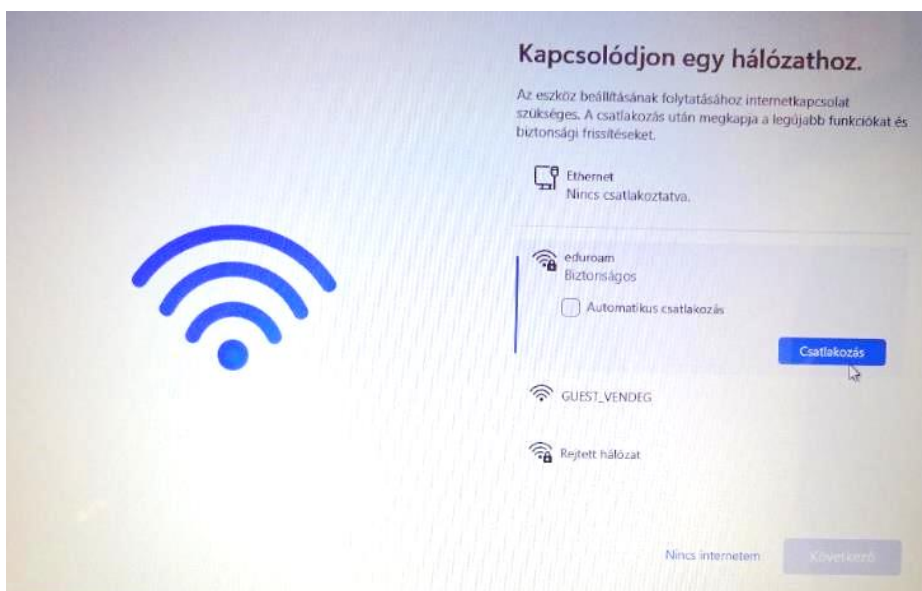 Kapcsolódjon egy hálózathoz.
Az eszköz beállításának folytatásához internetkapcsolat
szükséges. A csatlakozás után megkapja a legújabb funkciókat és
biztonsági frissítéseket.
Ethernet
Nincs csatlakoztatva.
eduroam
Biztonságos
Automatikus csatlakozás
Csatlakozás
GUEST_VENDEG
Rejtett hálózat
Nincs internetem
Következő